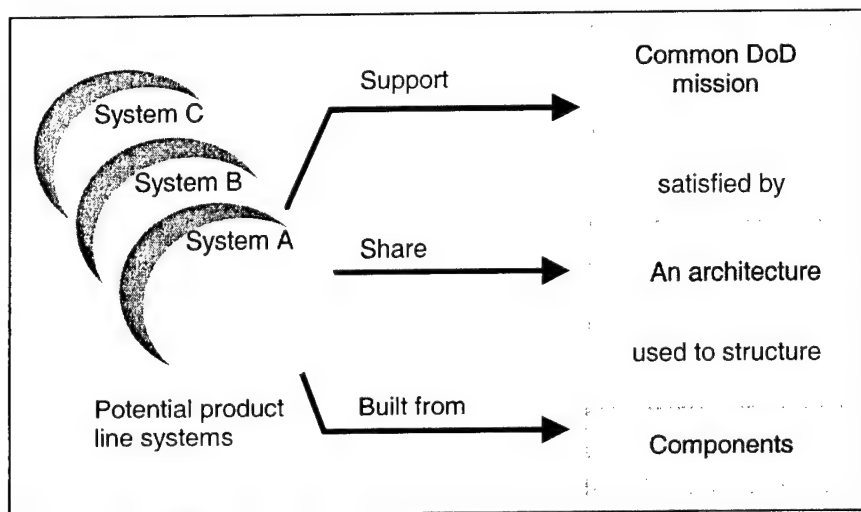 System C
System B
System A
Potential product
line systems
Support
Share
Built from
Common DoD
mission
satisfied by
An architecture
used to structure
Components